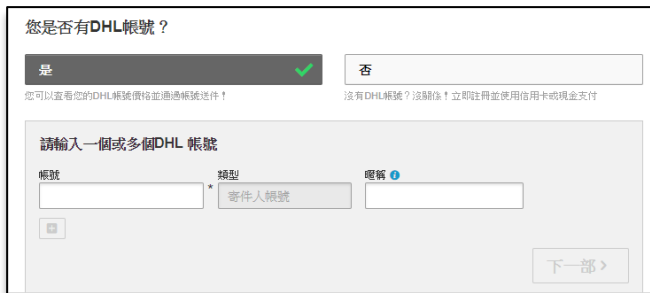 您是否有DHL帳號？
是
否
您可以查看您的DHL帳號價格並通過帳號送件！
沒有DHL帳號？沒關係！立即註冊並使用信用卡或現金支付
請輸入一個或多個DHL 帳號
帳號
類型
暱稱
*
寄件人帳號
下一部